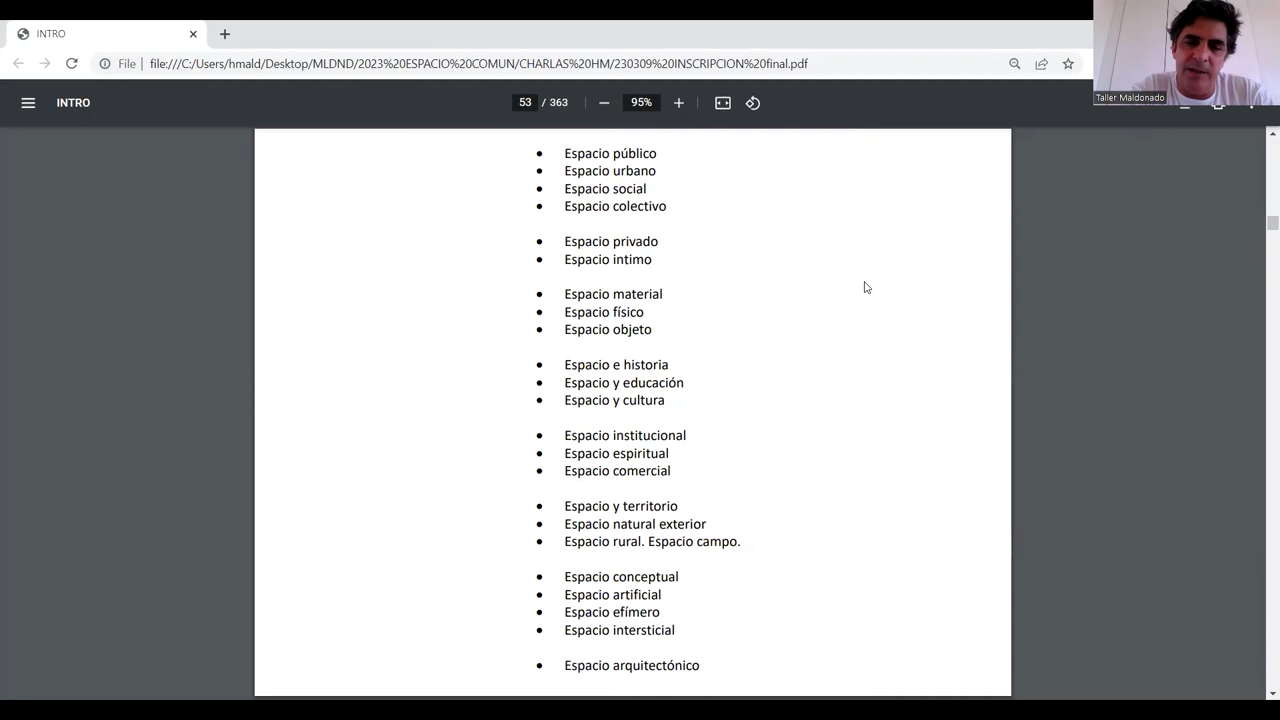 INTRO
File file:///C:/Users/hmald/Desktop/MLDND/2023%20ESPACIO%20COMUN/CHARLAS%20HM/230309%20INSCRIPCION%20final.pdf
Taller Maldonado
INTRO 53 / 363 95%
• Espacio público
• Espacio urbano
• Espacio social
• Espacio colectivo
• Espacio privado
• Espacio intimo
• Espacio material
• Espacio físico
• Espacio objeto
• Espacio e historia
• Espacio y educación
• Espacio y cultura
• Espacio institucional
• Espacio espiritual
• Espacio comercial
• Espacio y territorio
• Espacio natural exterior
• Espacio rural. Espacio campo.
• Espacio conceptual
• Espacio artificial
• Espacio efímero
• Espacio intersticial
• Espacio arquitectónico